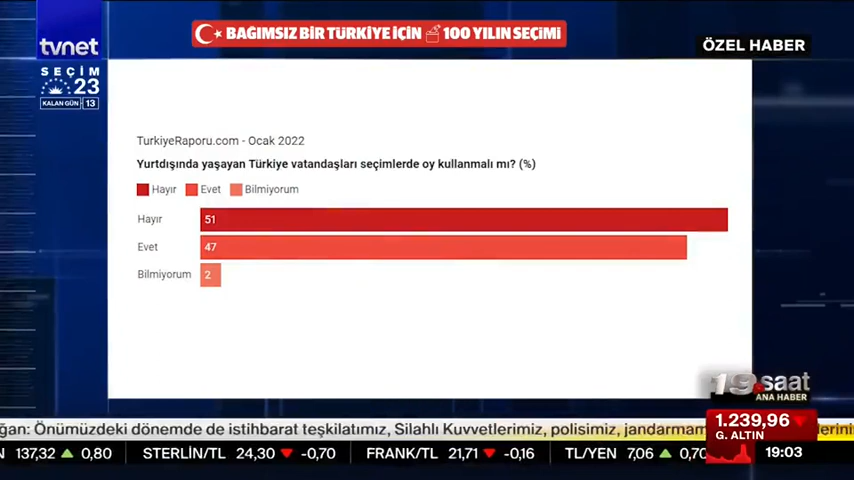 tvnet
SEÇİM
23
KALAN GÜN 13
BAĞIMSIZ BİR TÜRKİYE İÇİN 100 YILIN SEÇİMİ
ÖZEL HABER
TurkiyeRaporu.com - Ocak 2022
Yurtdışında yaşayan Türkiye vatandaşları seçimlerde oy kullanmalı mı? (%)
Hayır Evet Bilmiyorum
Hayır 51
Evet 47
Bilmiyorum 2
19 saat
ANA HABER
1.239,96
G. ALTIN
19:03
Önümüzdeki dönemde de istihbarat teşkilatımız, Silahlı Kuvvetlerimiz, polisimiz,
137,32 0,80 STERLİN/TL 24,30 -0,70 FRANK/TL 21,71 -0,16 TL/YEN 7,06